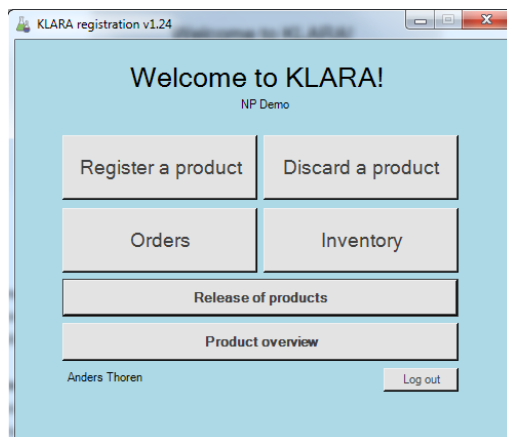 KLARA registration v1.24
Welcome to KLARA!
NP Demo
Register a product
Discard a product
Orders
Inventory
Release of products
Product overview
Anders Thoren
Log out